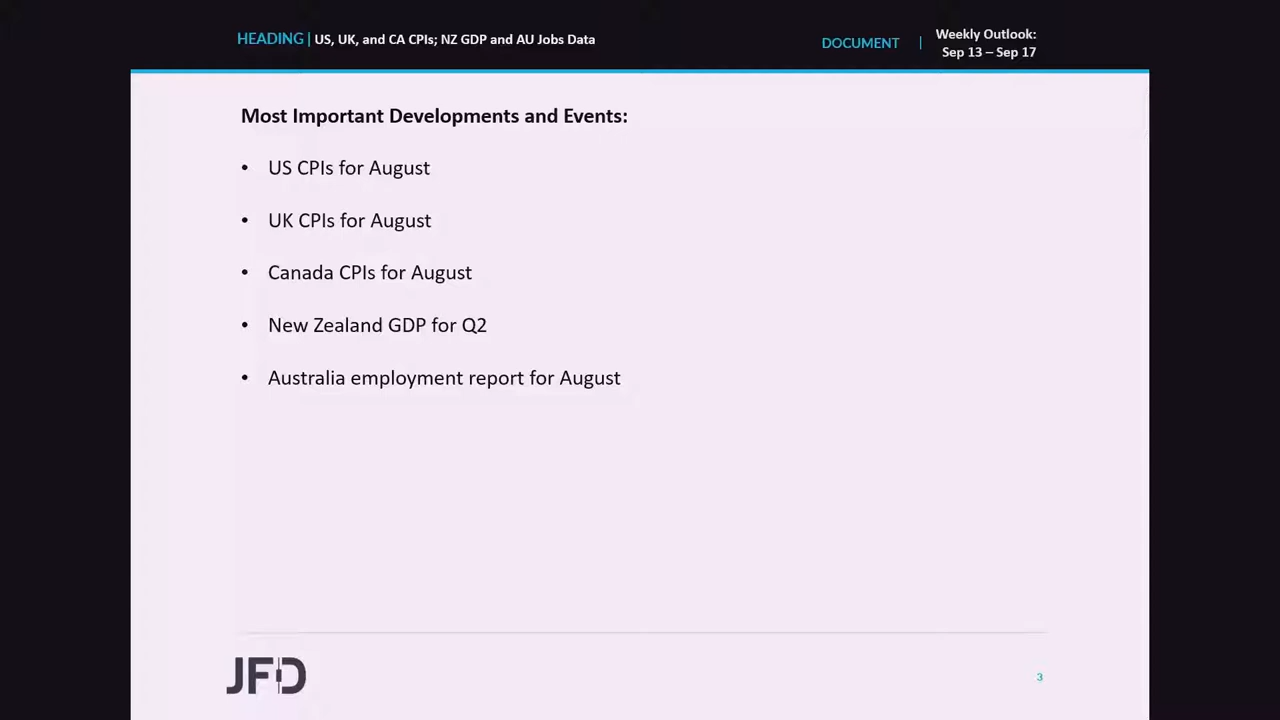 HEADING | US, UK, and CA CPIs; NZ GDP and AU Jobs Data
DOCUMENT | Weekly Outlook:
Sep 13 – Sep 17
Most Important Developments and Events:
• US CPIs for August
• UK CPIs for August
• Canada CPIs for August
• New Zealand GDP for Q2
• Australia employment report for August
JFD
3